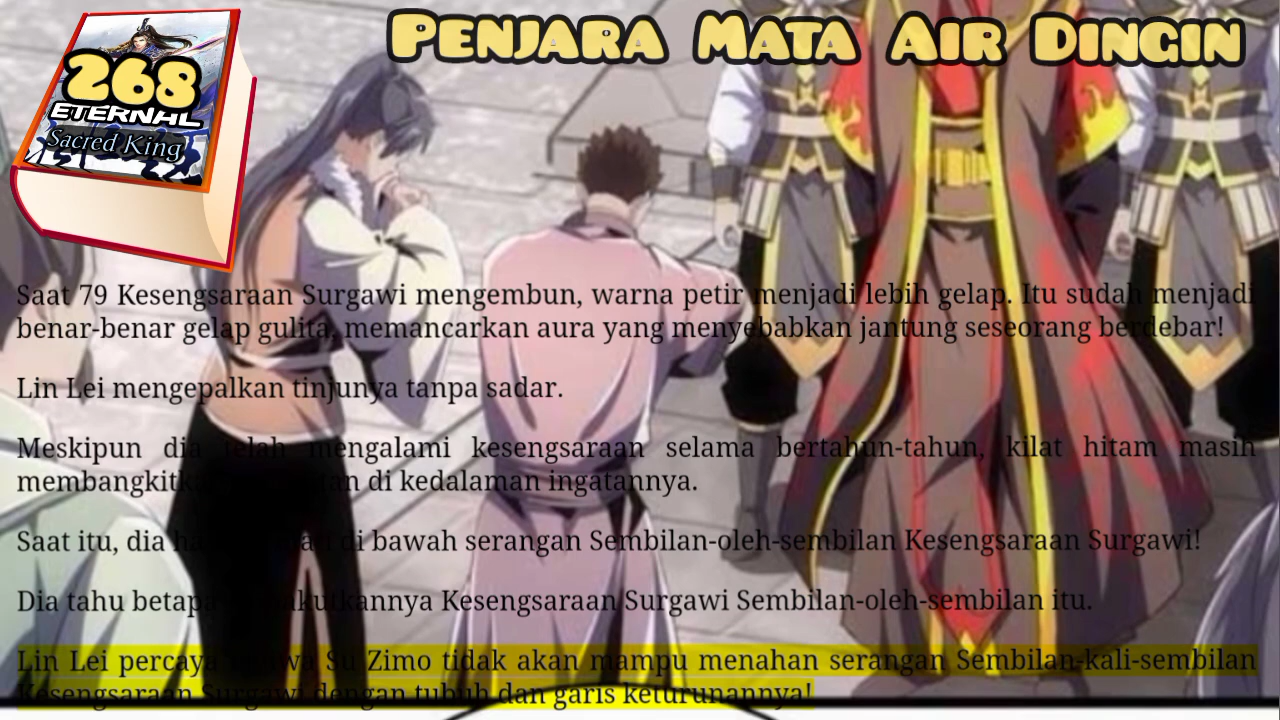 PENJARA MATA AIR DINGIN
268
ETERNAL
Sacred King
Saat 79 Kesengsaraan Surgawi mengembun, warna petir menjadi lebih gelap. Itu sudah menjadi
benar-benar gelap gulita, memancarkan aura yang menyebabkan jantung seseorang berdebar!
Lin Lei mengepalkan tinjunya tanpa sadar.
Meskipun dia telah mengalami kesengsaraan selama bertahun-tahun, kilat hitam masih
di kedalaman ingatannya.
Saat itu, dia di bawah serangan Sembilan-oleh-sembilan Kesengsaraan Surgawi!
Dia tahu betapa Kesengsaraan Surgawi Sembilan-oleh-sembilan itu.
Lin Lei percaya Su Zimo tidak akan mampu menahan serangan Sembilan-kali-sembilan
Kesengsaraan Surgawi dengan tubuh dan garis keturunannya!